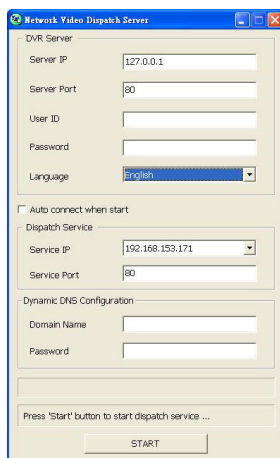 Network Video Dispatch Server
DVR Server
Server IP 127.0.0.1
Server Port 80
User ID
Password
Language English
Auto connect when start
Dispatch Service
Service IP 192.168.153.171
Service Port 80
Dynamic DNS Configuration
Domain Name
Password
Press 'Start' button to start dispatch service ...
START